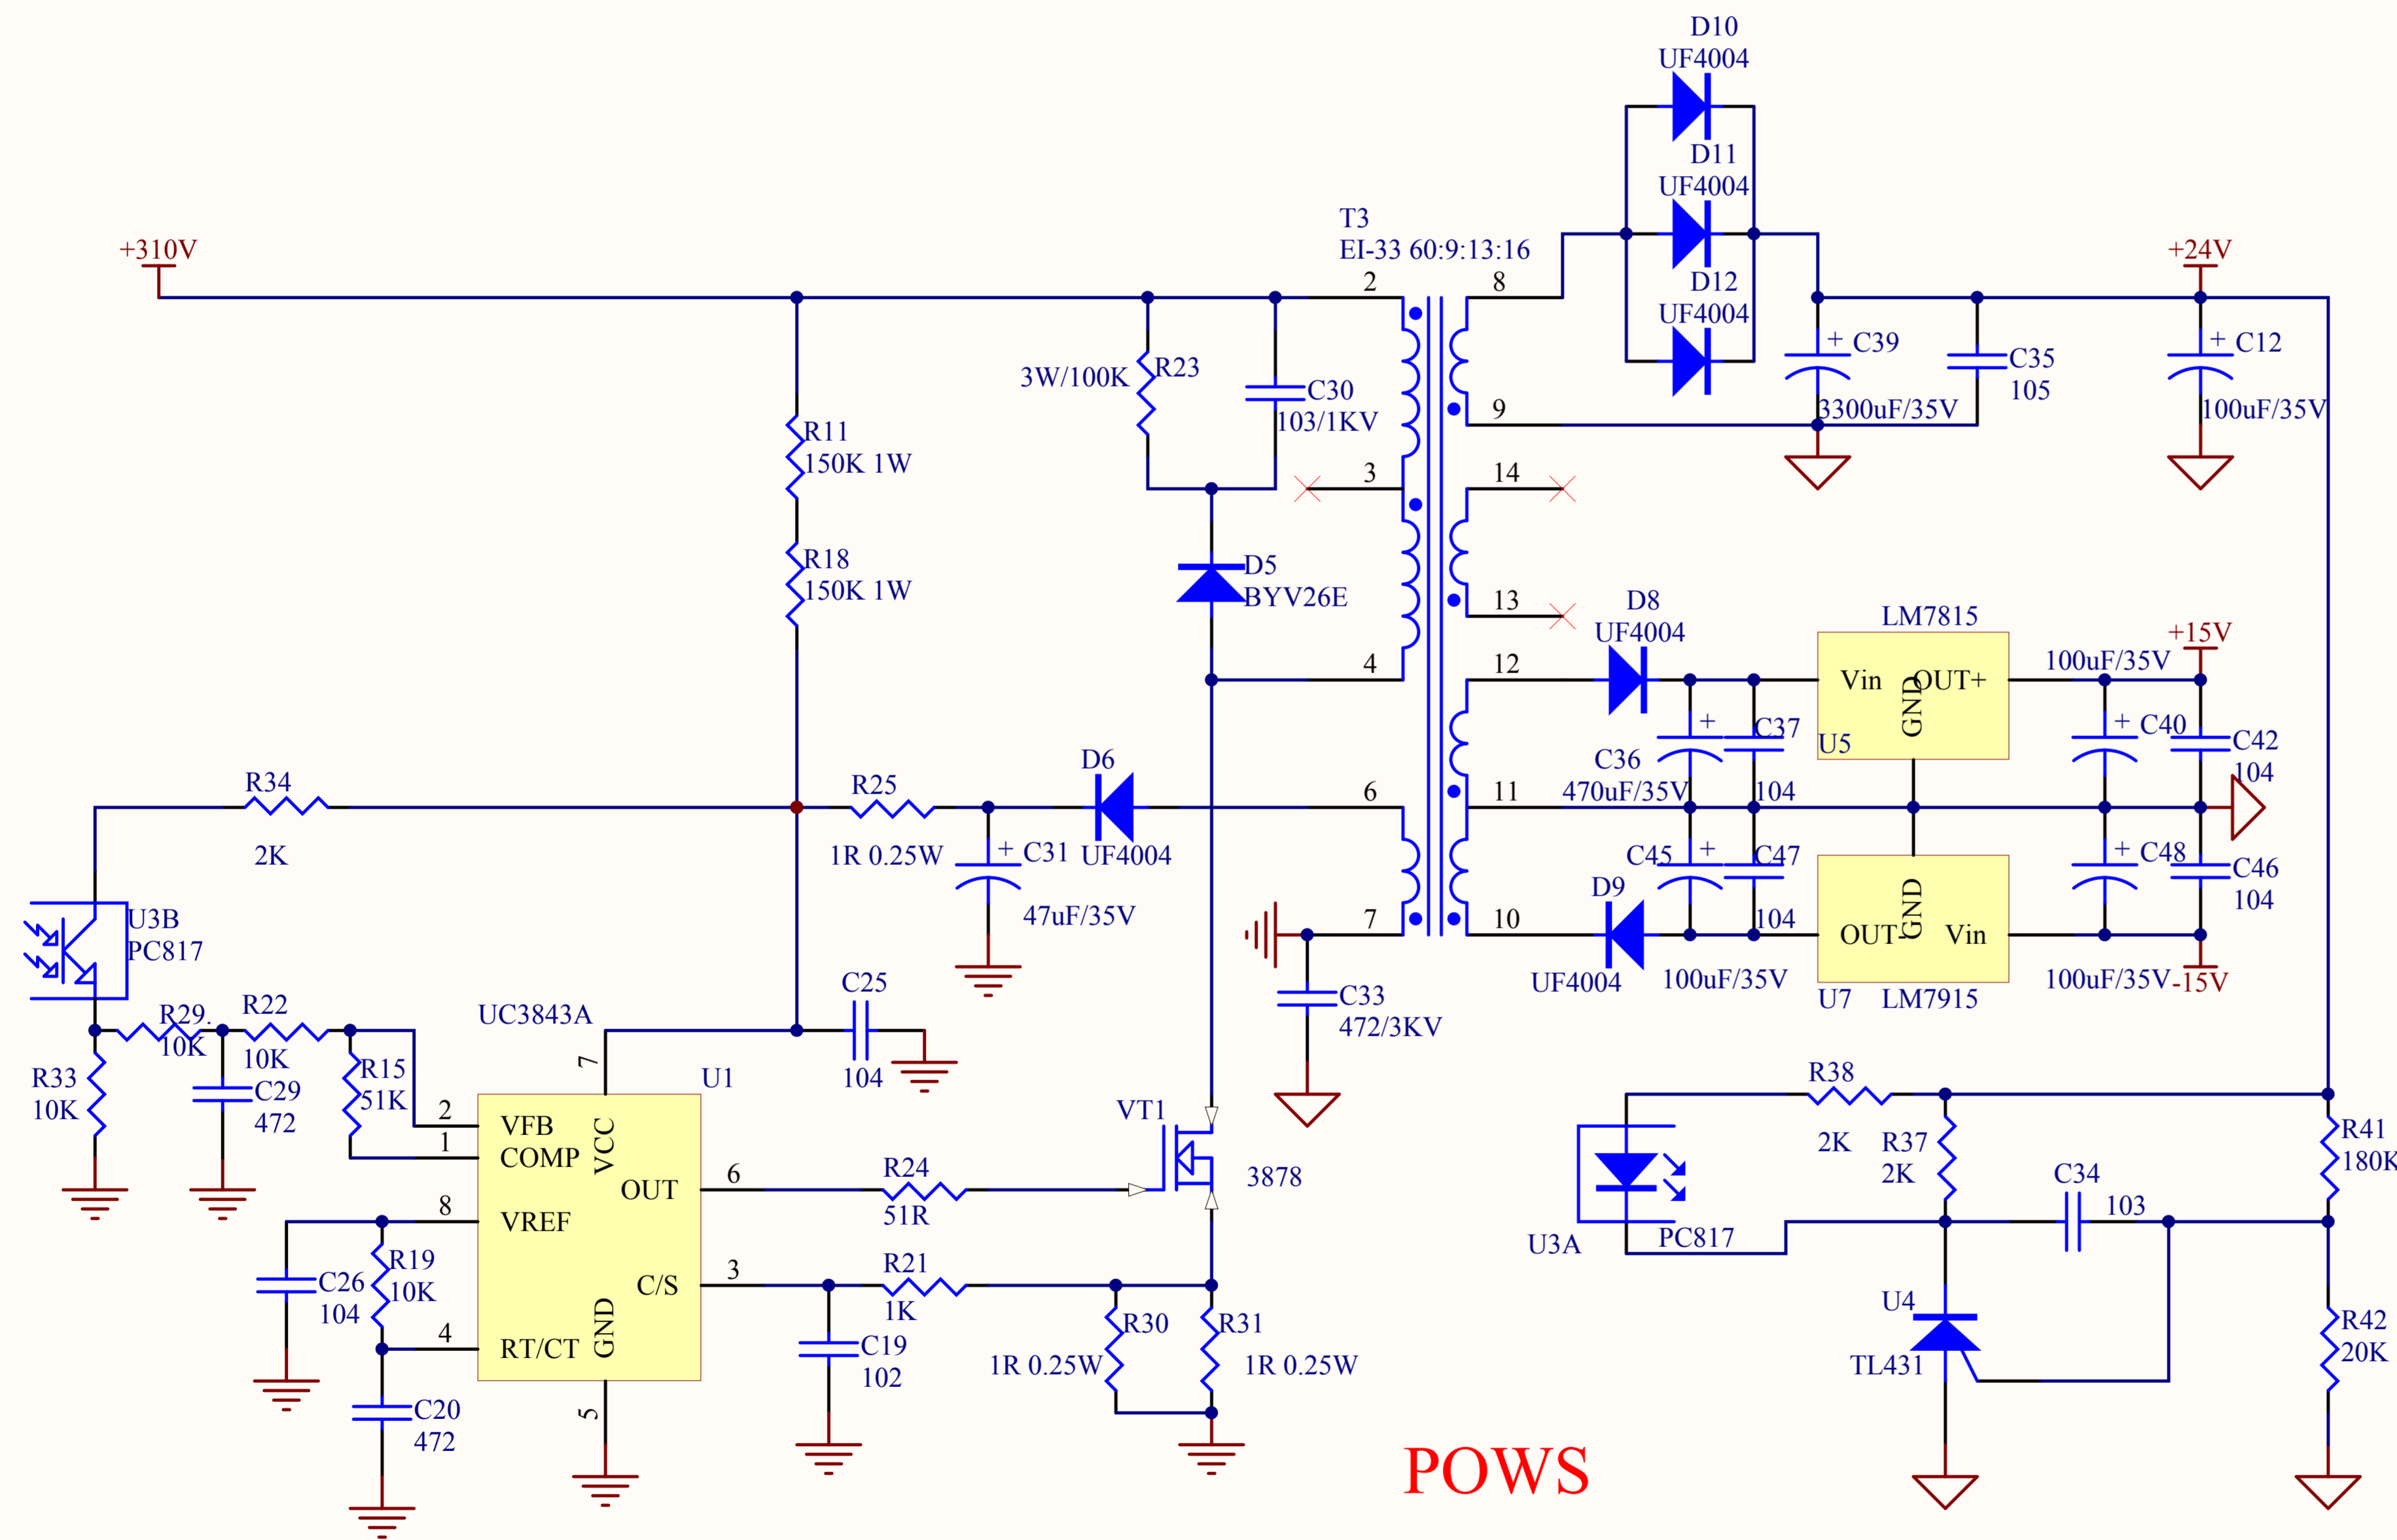 D10
UF4004
D11
UF4004
D12
UF4004
T3
EI-33 60:9:13:16
+310V
+24V
2
8
3W/100K
R23
C30
103/1KV
+ C39
3300uF/35V
C35
105
+ C12
100uF/35V
9
R11
150K 1W
3
14
R18
150K 1W
D5
BYV26E
13
D8
UF4004
LM7815
+15V
4
12
Vin
GND
OUT+
U5
100uF/35V
+ C40
C42
104
+
C36
470uF/35V
C37
104
R34
2K
R25
1R 0.25W
D6
UF4004
+ C31
47uF/35V
6
11
7
10
C45
+
C47
104
D9
UF4004
100uF/35V
OUT-
GND
Vin
U7
LM7915
+ C48
100uF/35V
C46
104
-15V
U3B
PC817
R29.
10K
R22
10K
R33
10K
C29
472
R15
51K
UC3843A
U1
7
C25
104
C33
472/3KV
2
VFB
1
COMP
VCC
OUT
6
8
VREF
C/S
3
4
RT/CT
GND
5
C26
104
R19
10K
C20
472
R24
51R
VT1
3878
R21
1K
C19
102
R30
1R 0.25W
R31
1R 0.25W
R38
2K
R37
2K
R41
180K
C34
103
U3A
PC817
U4
TL431
R42
20K
POWS